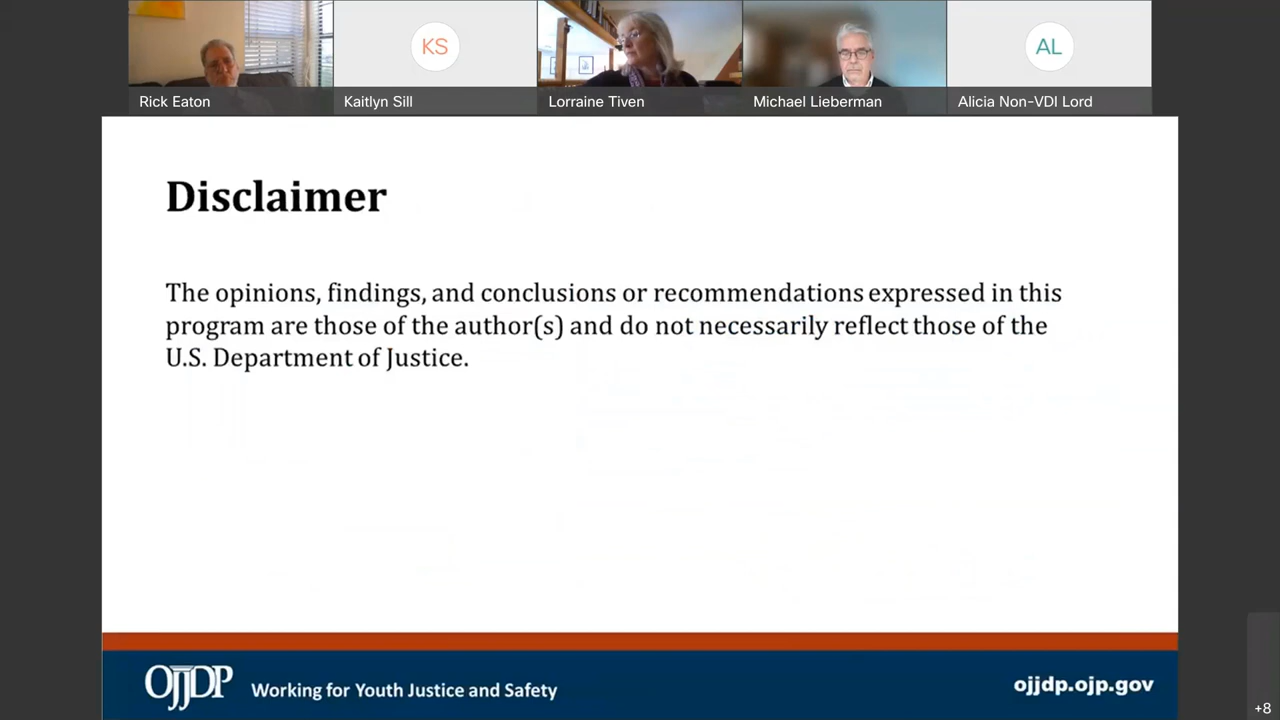 KS
AL
Rick Eaton
Kaitlyn Sill
Lorraine Tiven
Michael Lieberman
Alicia Non-VDI Lord
Disclaimer
The opinions, findings, and conclusions or recommendations expressed in this
program are those of the author(s) and do not necessarily reflect those of the
U.S. Department of Justice.
OJJDP
Working for Youth Justice and Safety
ojjdp.ojp.gov
+8